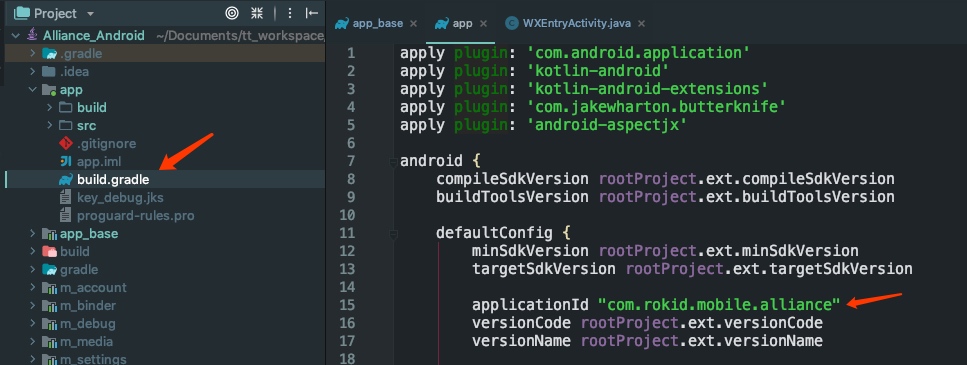 Project
Alliance_Android ~/Documents/tt_workspace
.gradle
.idea
app
build
src
.gitignore
app.iml
build.gradle
key_debug.jks
proguard-rules.pro
app_base
build
gradle
m_account
m_binder
m_debug
m_media
m_settings
app_base × app × WXEntryActivity.java ×
1 apply plugin: 'com.android.application'
2 apply plugin: 'kotlin-android'
3 apply plugin: 'kotlin-android-extensions'
4 apply plugin: 'com.jakewharton.butterknife'
5 apply plugin: 'android-aspectjx'
6
7 android {
8 compileSdkVersion rootProject.ext.compileSdkVersion
9 buildToolsVersion rootProject.ext.buildToolsVersion
10
11 defaultConfig {
12 minSdkVersion rootProject.ext.minSdkVersion
13 targetSdkVersion rootProject.ext.targetSdkVersion
14
15 applicationId "com.rokid.mobile.alliance"
16 versionCode rootProject.ext.versionCode
17 versionName rootProject.ext.versionName
18